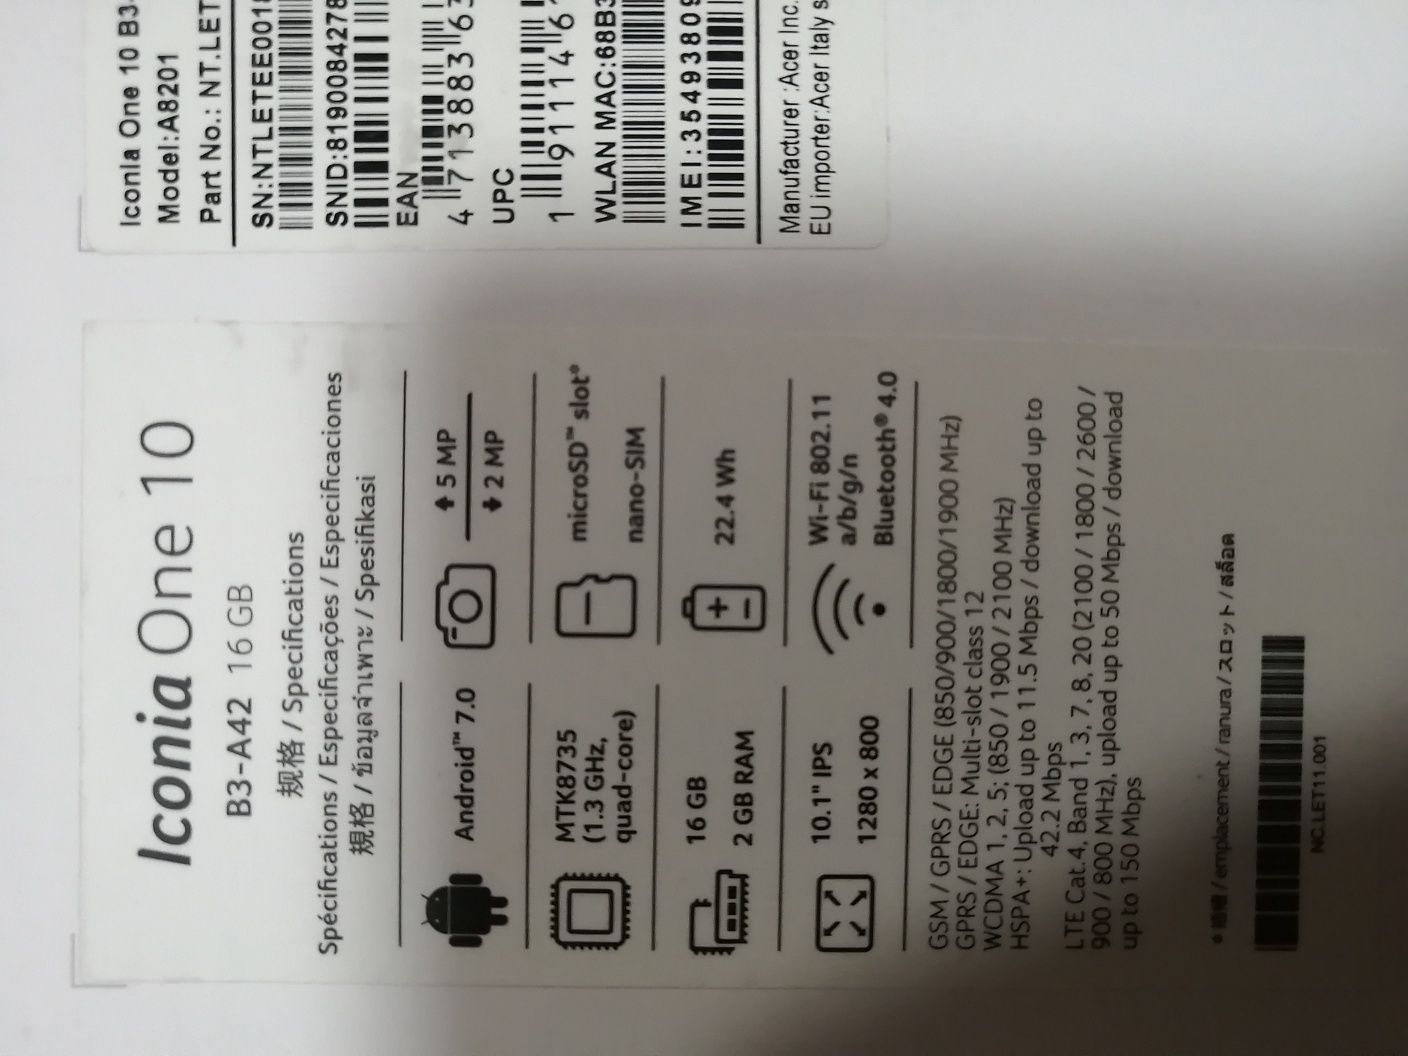 Iconia One 10 B3-
Model:A8201
Part No.: NT.LET
SN:NTLETEE0018
SNID:8190084278
EAN
4 713883 63
UPC
1 91114 61
WLAN MAC:68B3
IMEI:35493809
Manufacturer :Acer Inc.
EU importer:Acer Italy s
Iconia One 10
B3-A42 16 GB
规格 / Specifications
Spécifications / Especificações / Especificaciones
規格 / ข้อมูลจำเพาะ / Spesifikasi
Android™ 7.0
5 MP
2 MP
MTK8735
(1.3 GHz,
quad-core)
microSD™ slot*
nano-SIM
16 GB
2 GB RAM
22.4 Wh
10.1" IPS
1280 x 800
Wi-Fi 802.11
a/b/g/n
Bluetooth® 4.0
GSM / GPRS / EDGE (850/900/1800/1900 MHz)
GPRS / EDGE: Multi-slot class 12
WCDMA 1, 2, 5; (850 / 1900 / 2100 MHz)
HSPA+: Upload up to 11.5 Mbps / download up to
42.2 Mbps
LTE Cat.4, Band 1, 3, 7, 8, 20 (2100 / 1800 / 2600 /
900 / 800 MHz), upload up to 50 Mbps / download
up to 150 Mbps
* 插槽 / emplacement / ranura / スロット / สล็อต
NC.LET11.001